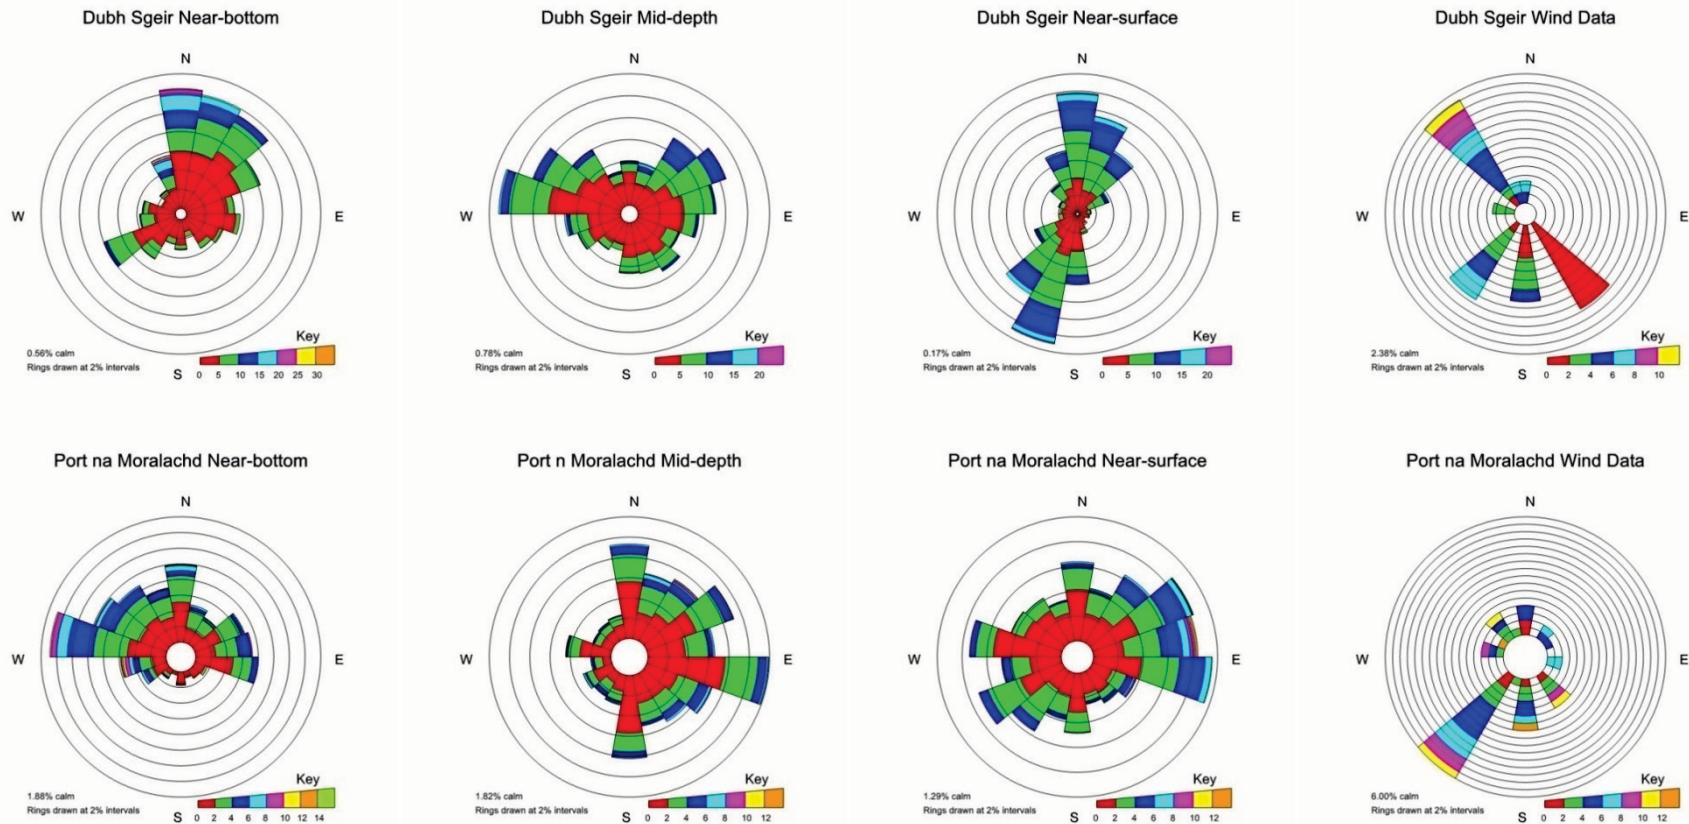 Dubh Sgeir Near-bottom
N
W
E
S
0.56% calm
Rings drawn at 2% intervals
Key
0 5 10 15 20 25 30
Dubh Sgeir Mid-depth
N
W
E
S
0.78% calm
Rings drawn at 2% intervals
Key
0 5 10 15 20
Dubh Sgeir Near-surface
N
W
E
S
0.17% calm
Rings drawn at 2% intervals
Key
0 5 10 15 20
Dubh Sgeir Wind Data
N
W
E
S
2.38% calm
Rings drawn at 2% intervals
Key
0 2 4 6 8 10
Port na Moralachd Near-bottom
N
W
E
S
1.88% calm
Rings drawn at 2% intervals
Key
0 2 4 6 8 10 12 14
Port n Moralachd Mid-depth
N
W
E
S
1.82% calm
Rings drawn at 2% intervals
Key
0 2 4 6 8 10 12
Port na Moralachd Near-surface
N
W
E
S
1.29% calm
Rings drawn at 2% intervals
Key
0 2 4 6 8 10 12
Port na Moralachd Wind Data
N
W
E
S
6.00% calm
Rings drawn at 2% intervals
Key
0 2 4 6 8 10 12